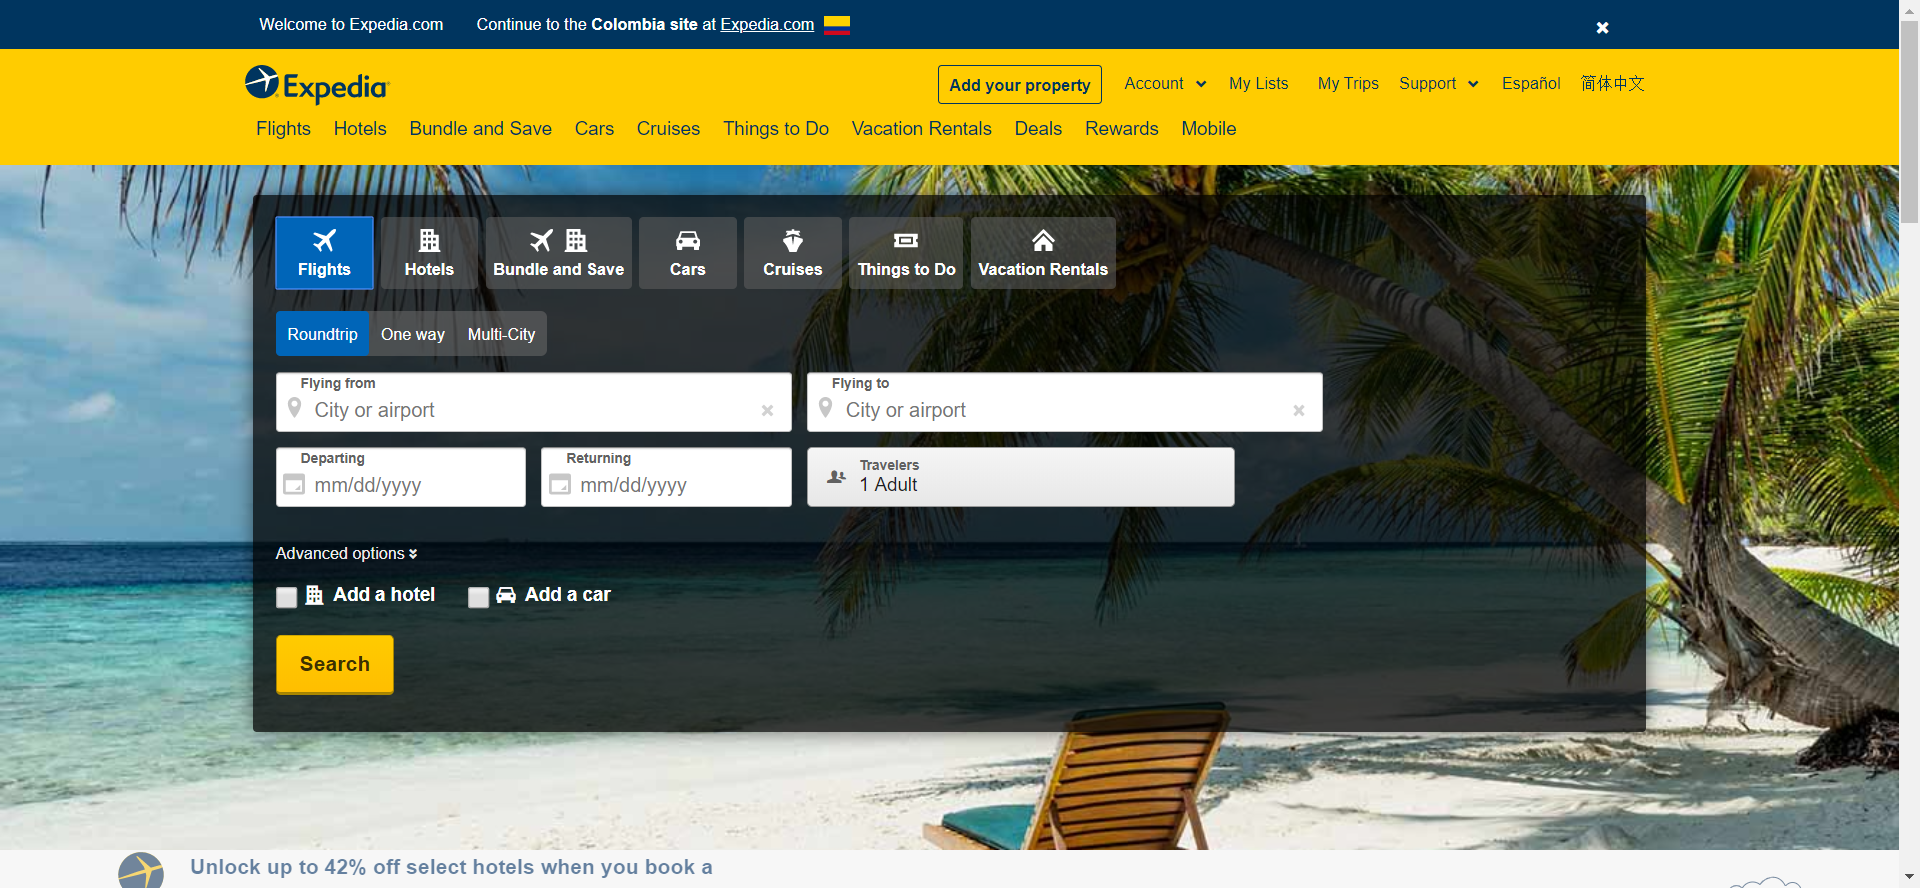 Welcome to Expedia.com Continue to the Colombia site at Expedia.com
Expedia
Add your property Account My Lists My Trips Support Español 简体中文
Flights Hotels Bundle and Save Cars Cruises Things to Do Vacation Rentals Deals Rewards Mobile
Flights Hotels Bundle and Save Cars Cruises Things to Do Vacation Rentals
Roundtrip One way Multi-City
Flying from Flying to
City or airport City or airport
Departing Returning Travelers
mm/dd/yyyy mm/dd/yyyy 1 Adult
Advanced options
Add a hotel Add a car
Search
Unlock up to 42% off select hotels when you book a